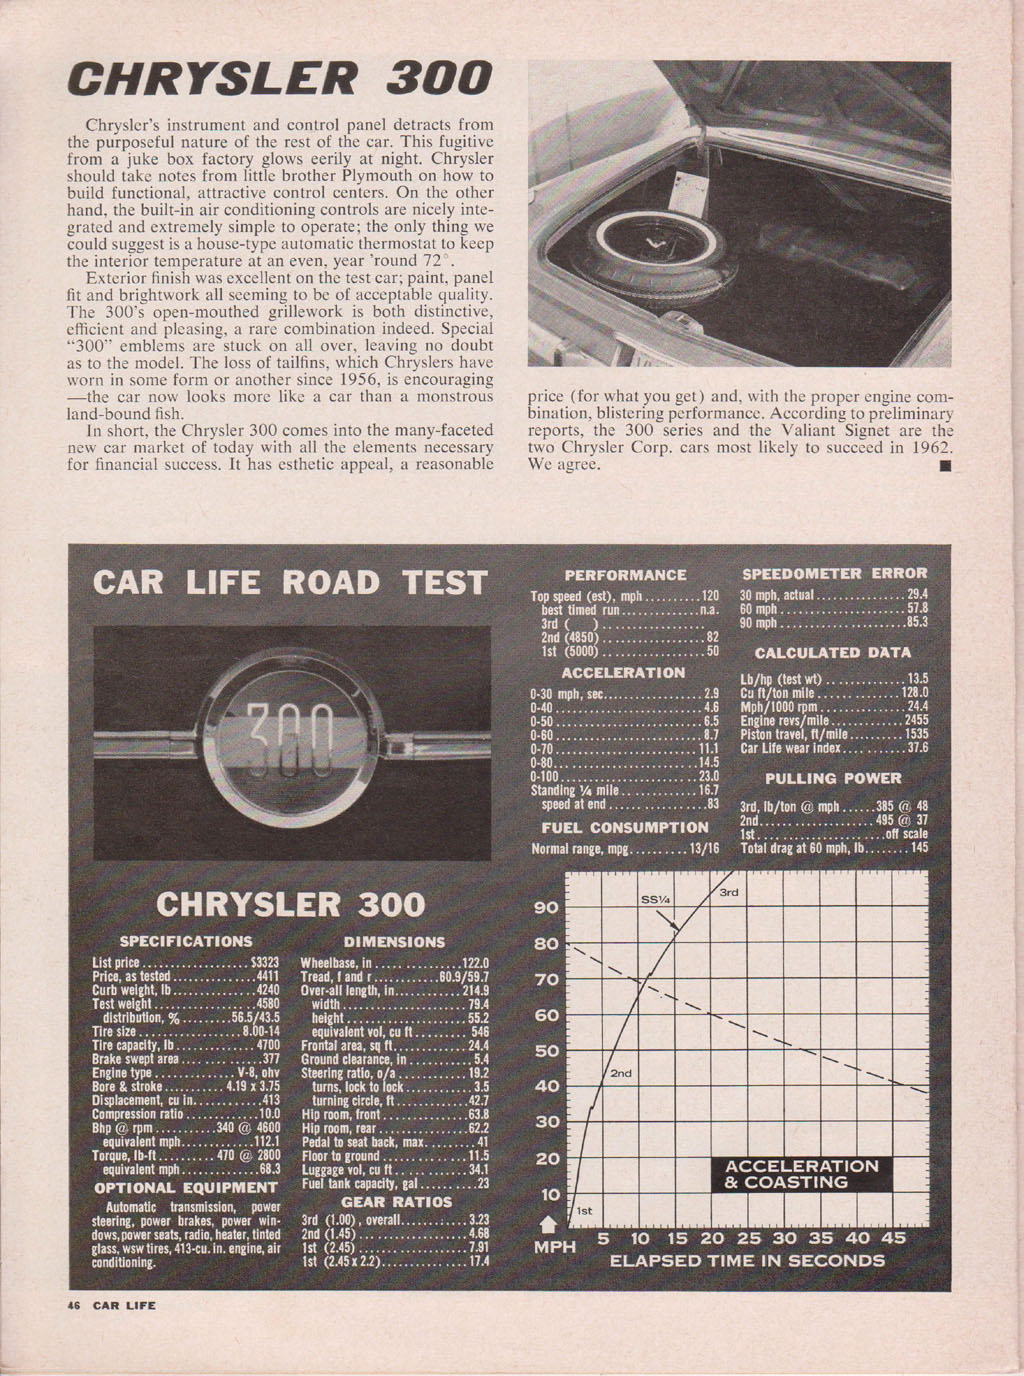 CHRYSLER 300
Chrysler's instrument and control panel detracts from
the purposeful nature of the rest of the car. This fugitive
from a juke box factory glows eerily at night. Chrysler
should take notes from little brother Plymouth on how to
build functional, attractive control centers. On the other
hand, the built-in air conditioning controls are nicely inte-
grated and extremely simple to operate; the only thing we
could suggest is a house-type automatic thermostat to keep
the interior temperature at an even, year 'round 72°.
Exterior finish was excellent on the test car; paint, panel
fit and brightwork all seeming to be of acceptable quality.
The 300's open-mouthed grillework is both distinctive,
efficient and pleasing, a rare combination indeed. Special
"300" emblems are stuck on all over, leaving no doubt
as to the model. The loss of tailfins, which Chryslers have
worn in some form or another since 1956, is encouraging
—the car now looks more like a car than a monstrous
land-bound fish.
In short, the Chrysler 300 comes into the many-faceted
new car market of today with all the elements necessary
for financial success. It has esthetic appeal, a reasonable
price (for what you get) and, with the proper engine com-
bination, blistering performance. According to preliminary
reports, the 300 series and the Valiant Signet are the
two Chrysler Corp. cars most likely to succeed in 1962.
We agree. ■
CAR LIFE ROAD TEST
300
CHRYSLER 300
SPECIFICATIONS
List price....................$3323
Price, as tested...............4411
Curb weight, lb................4240
Test weight...................4580
distribution, %.........56.5/43.5
Tire size...................8.00-14
Tire capacity, lb...............4700
Brake swept area..............377
Engine type...............V-8, ohv
Bore & stroke...........4.19 x 3.75
Displacement, cu in............413
Compression ratio.............10.0
Bhp @ rpm...........340 @ 4600
equivalent mph.............112.1
Torque, lb-ft..........470 @ 2800
equivalent mph..............68.3
OPTIONAL EQUIPMENT
Automatic transmission, power
steering, power brakes, power win-
dows, power seats, radio, heater, tinted
glass, wsw tires, 413-cu. in. engine, air
conditioning.
DIMENSIONS
Wheelbase, in................122.0
Tread, f and r............60.9/59.7
Over-all length, in............214.9
width......................79.4
height.....................55.2
equivalent vol, cu ft.........546
Frontal area, sq ft.............24.4
Ground clearance, in............5.4
Steering ratio, o/a.............19.2
turns, lock to lock............3.5
turning circle, ft.............42.7
Hip room, front................63.8
Hip room, rear.................62.2
Pedal to seat back, max.........41
Floor to ground................11.5
Luggage vol, cu ft.............34.1
Fuel tank capacity, gal..........23
GEAR RATIOS
3rd (1.00), overall............3.23
2nd (1.45)...................4.68
1st (2.45)...................7.91
1st (2.45 x 2.2)...............17.4
PERFORMANCE
Top speed (est), mph..........120
best timed run.............n.a.
3rd ( )...................
2nd (4850)..................82
1st (5000)..................50
ACCELERATION
0-30 mph, sec.................2.9
0-40.........................4.6
0-50.........................6.5
0-60.........................8.7
0-70........................11.1
0-80........................14.5
0-100.......................23.0
Standing ¼ mile..............16.7
speed at end.................83
FUEL CONSUMPTION
Normal range, mpg..........13/16
SPEEDOMETER ERROR
30 mph, actual................29.4
60 mph......................57.8
90 mph......................85.3
CALCULATED DATA
Lb/hp (test wt)...............13.5
Cu ft/ton mile...............128.0
Mph/1000 rpm................24.4
Engine revs/mile.............2455
Piston travel, ft/mile..........1535
Car Life wear index............37.6
PULLING POWER
3rd, lb/ton @ mph......385 @ 48
2nd....................495 @ 37
1st.......................off scale
Total drag at 60 mph, lb........145
90
80
70
60
50
40
30
20
10
MPH
SS¼
3rd
2nd
1st
ACCELERATION
& COASTING
5 10 15 20 25 30 35 40 45
ELAPSED TIME IN SECONDS
46 CAR LIFE